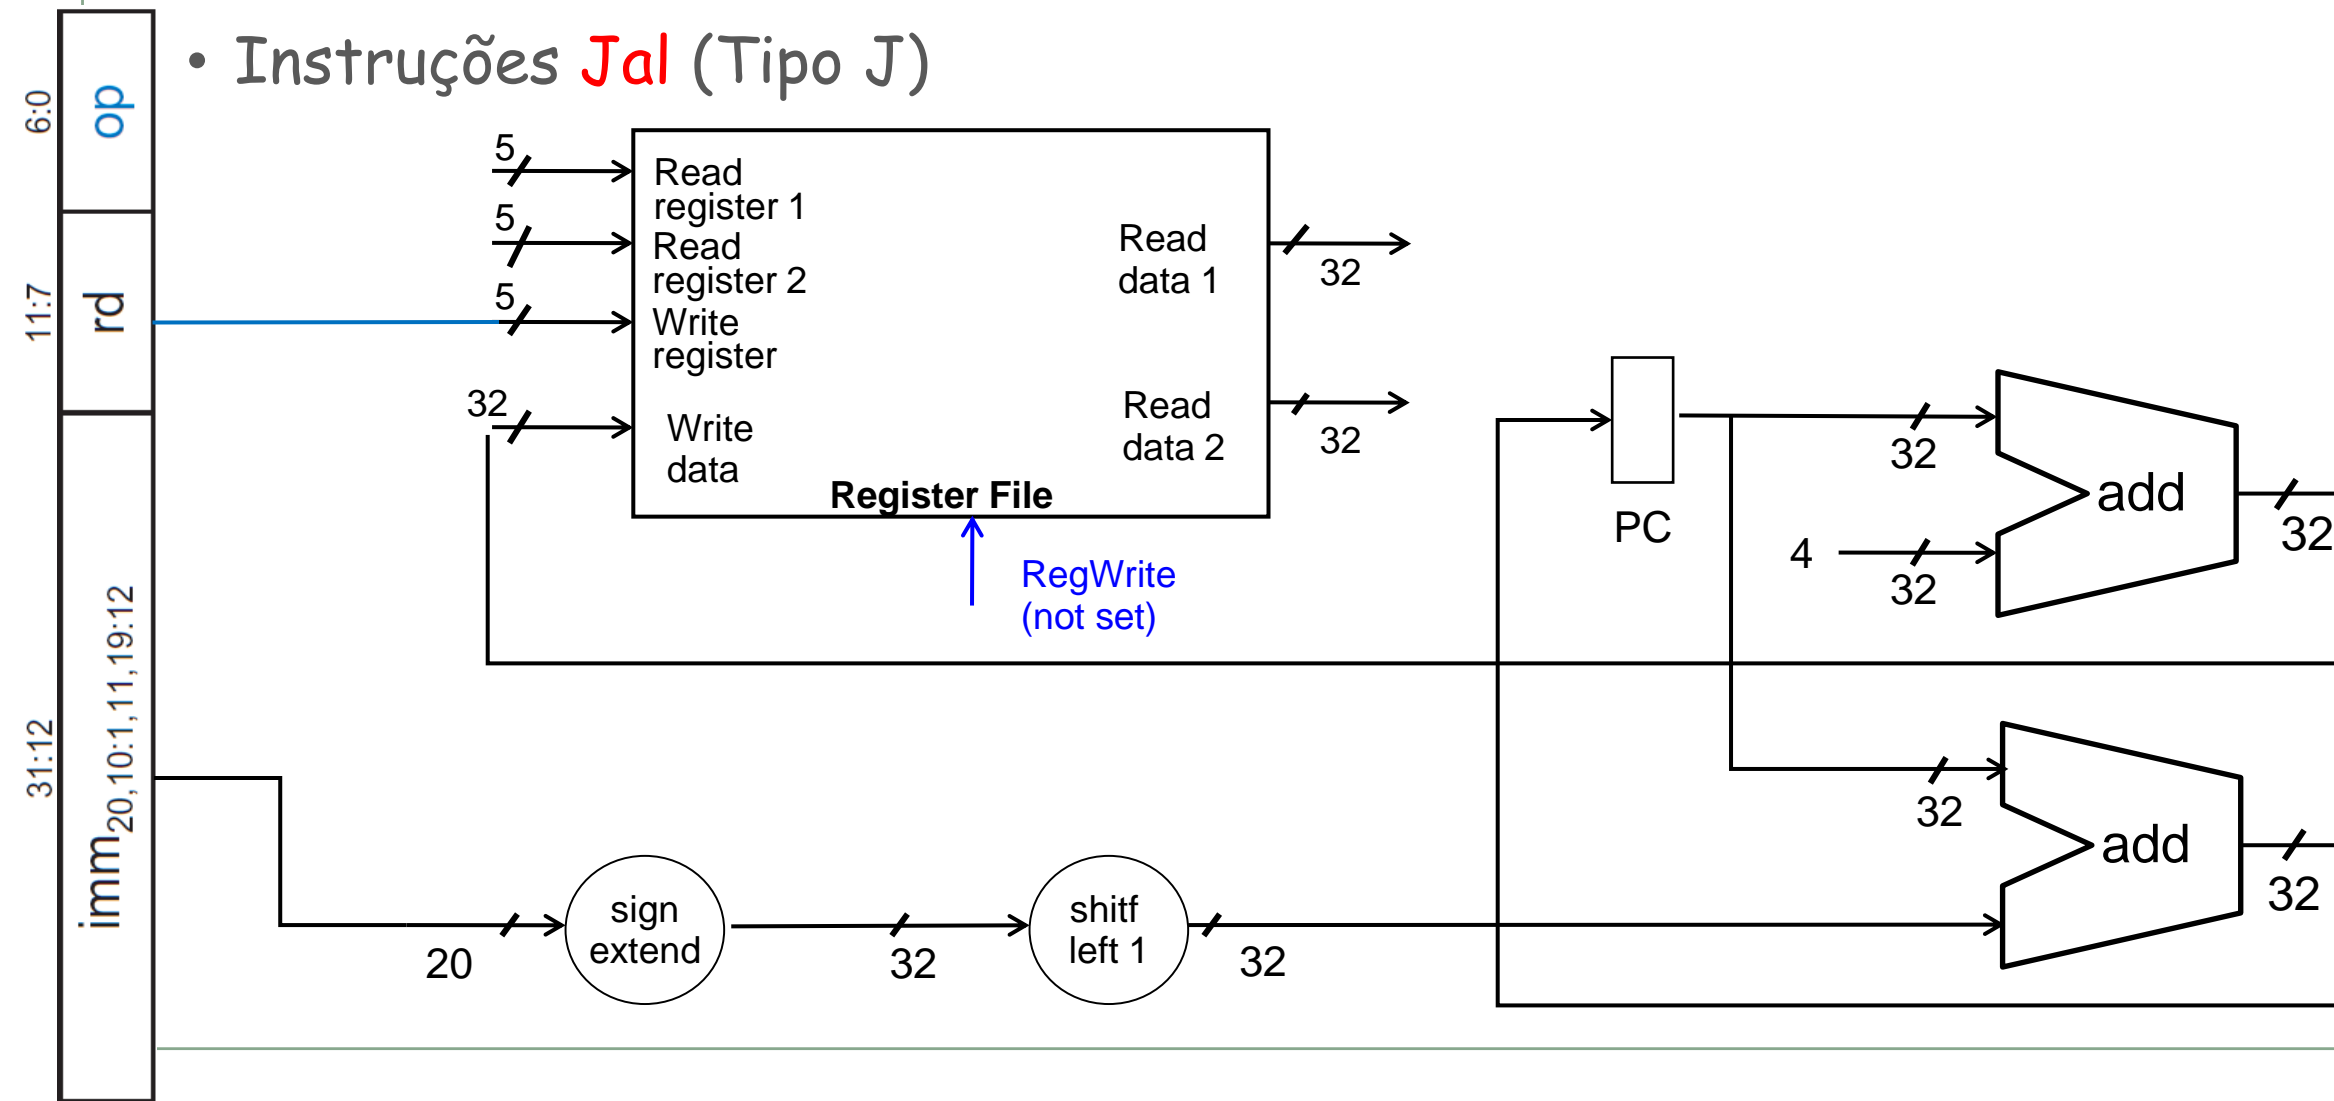 • Instruções Jal (Tipo J)
6:0
op
11:7
rd
31:12
imm20,10:1,11,19:12
5
5
5
32
Read
register 1
Read
register 2
Write
register
Write
data
Read
data 1
Read
data 2
Register File
32
32
RegWrite
(not set)
PC
32
4
32
add
32
32
add
32
20
sign
extend
32
shitf
left 1
32